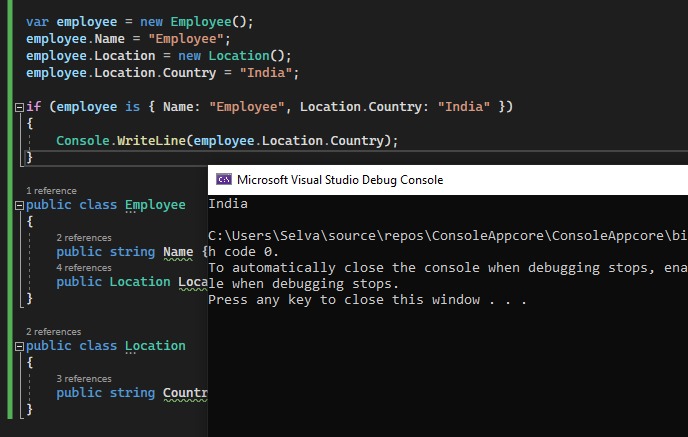 var employee = new Employee();
employee.Name = "Employee";
employee.Location = new Location();
employee.Location.Country = "India";
if (employee is { Name: "Employee", Location.Country: "India" })
{
Console.WriteLine(employee.Location.Country);
}
1 reference
public class Employee
{
2 references
public string Name {
4 references
public Location Loca
}
2 references
public class Location
{
3 references
public string Countr
}
Microsoft Visual Studio Debug Console
India
C:\Users\Selva\source\repos\ConsoleAppcore\ConsoleAppcore\bi
h code 0.
To automatically close the console when debugging stops, ena
le when debugging stops.
Press any key to close this window . . .